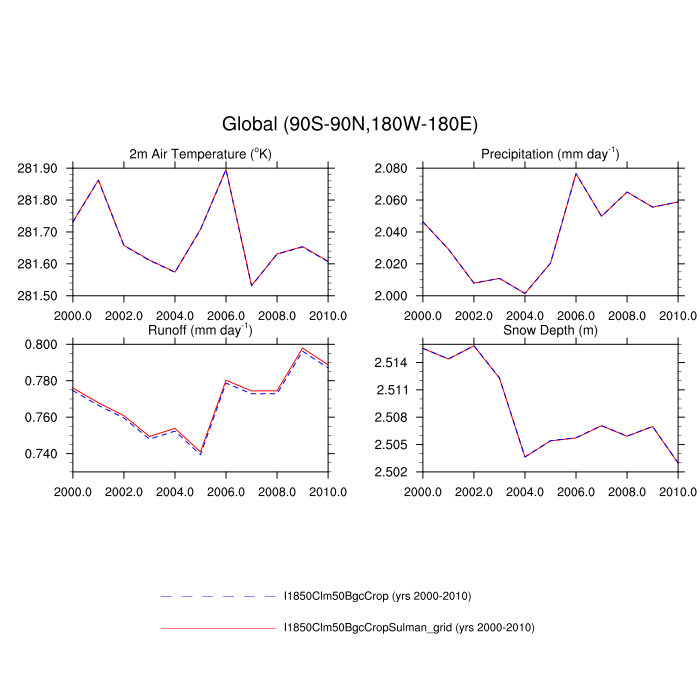 Global (90S-90N,180W-180E)
2m Air Temperature (°K)
281.90
281.80
281.70
281.60
281.50
2000.0 2002.0 2004.0 2006.0 2008.0 2010.0
Precipitation (mm day-1)
2.080
2.060
2.040
2.020
2.000
2000.0 2002.0 2004.0 2006.0 2008.0 2010.0
Runoff (mm day-1)
0.800
0.780
0.760
0.740
2000.0 2002.0 2004.0 2006.0 2008.0 2010.0
Snow Depth (m)
2.514
2.511
2.508
2.505
2.502
2000.0 2002.0 2004.0 2006.0 2008.0 2010.0
I1850Clm50BgcCrop (yrs 2000-2010)
I1850Clm50BgcCropSulman_grid (yrs 2000-2010)